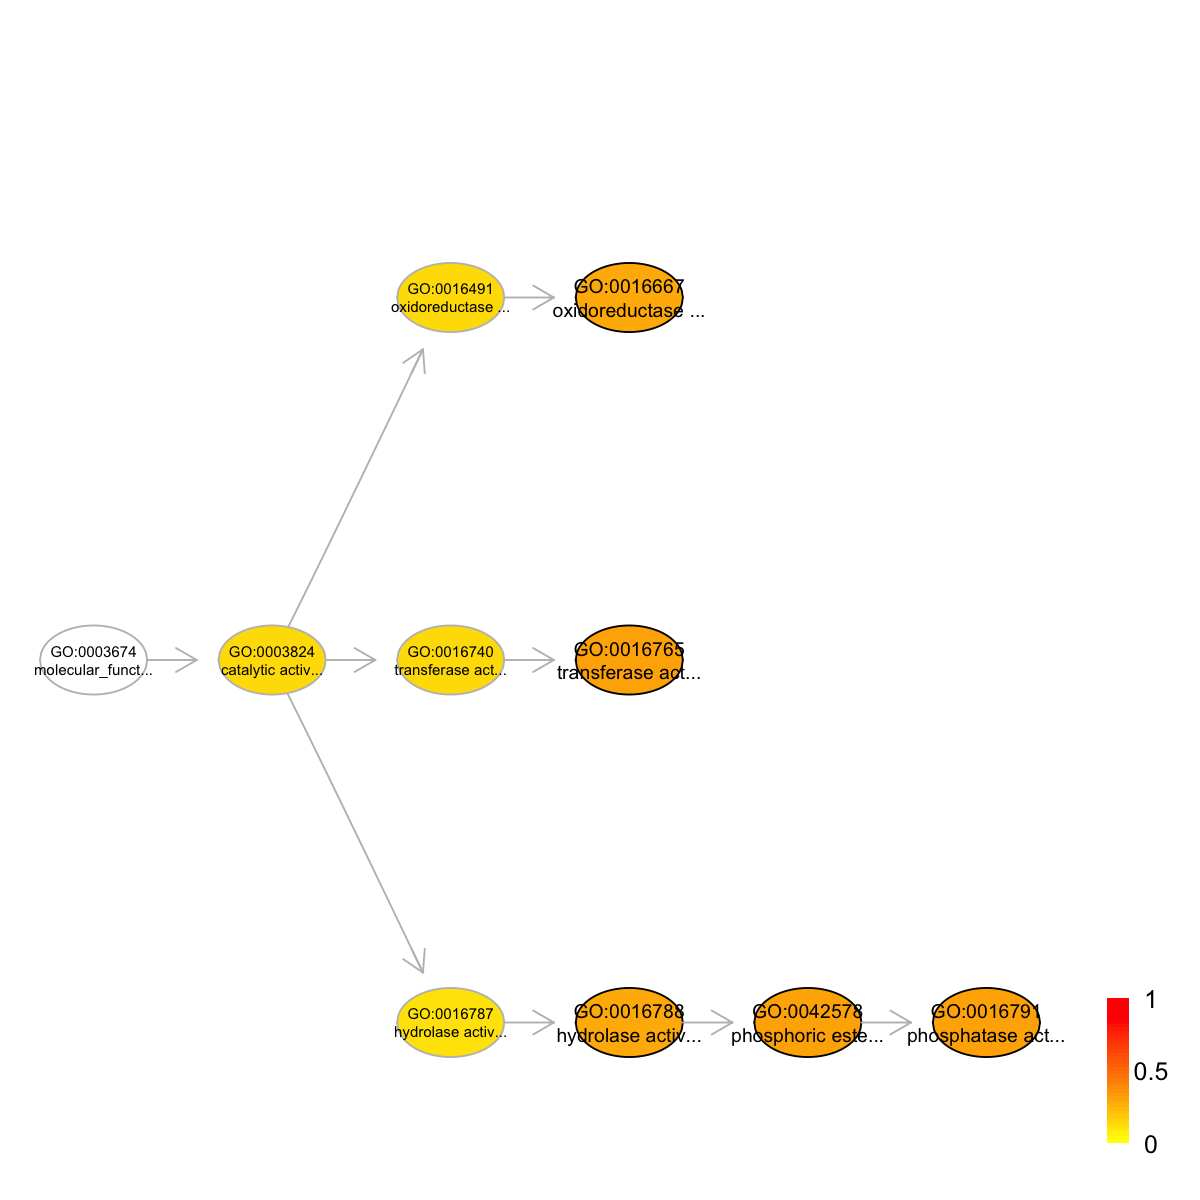 GO:0016491
oxidoreductase ...
GO:0016667
oxidoreductase ...
GO:0003674
molecular_funct...
GO:0003824
catalytic activ...
GO:0016740
transferase act...
GO:0016765
transferase act...
GO:0016787
hydrolase activ...
GO:0016788
hydrolase activ...
GO:0042578
phosphoric este...
GO:0016791
phosphatase act...
1
0.5
0